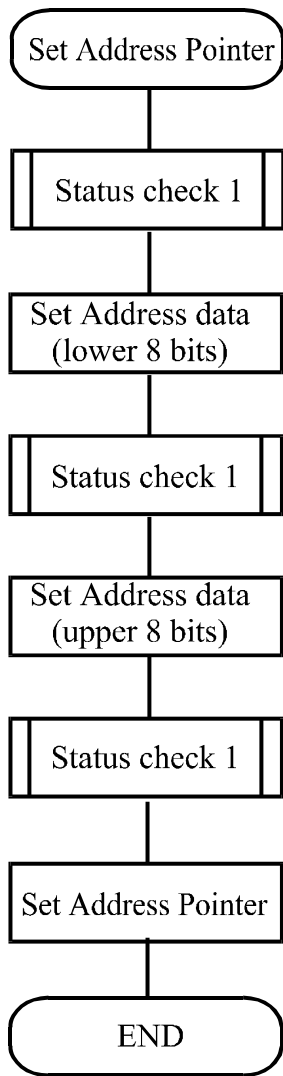 Set Address Pointer
Status check 1
Set Address data
(lower 8 bits)
Status check 1
Set Address data
(upper 8 bits)
Status check 1
Set Address Pointer
END